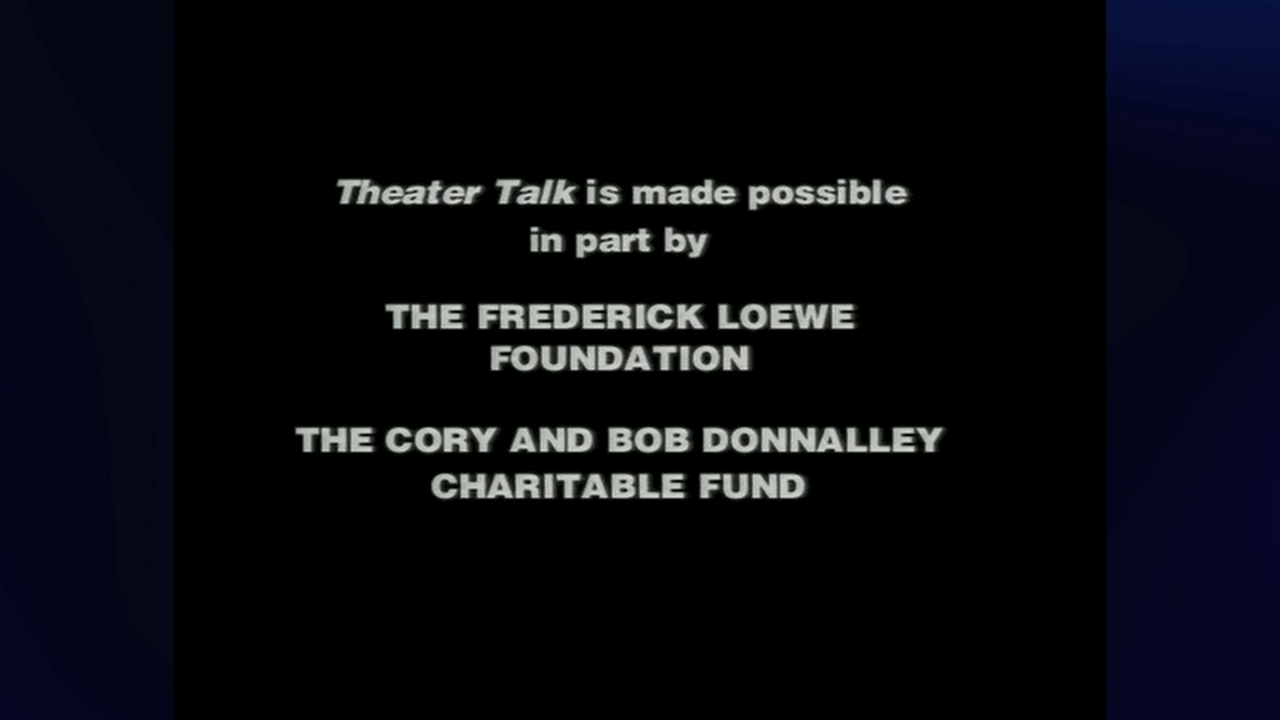 Theater Talk is made possible
in part by
THE FREDERICK LOEWE
FOUNDATION
THE CORY AND BOB DONNALLEY
CHARITABLE FUND